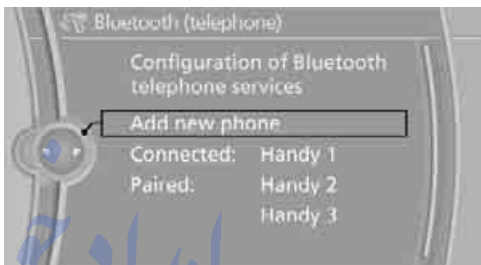 Bluetooth (telephone)
Configuration of Bluetooth
telephone services
Add new phone
Connected: Handy 1
Paired: Handy 2
Handy 3